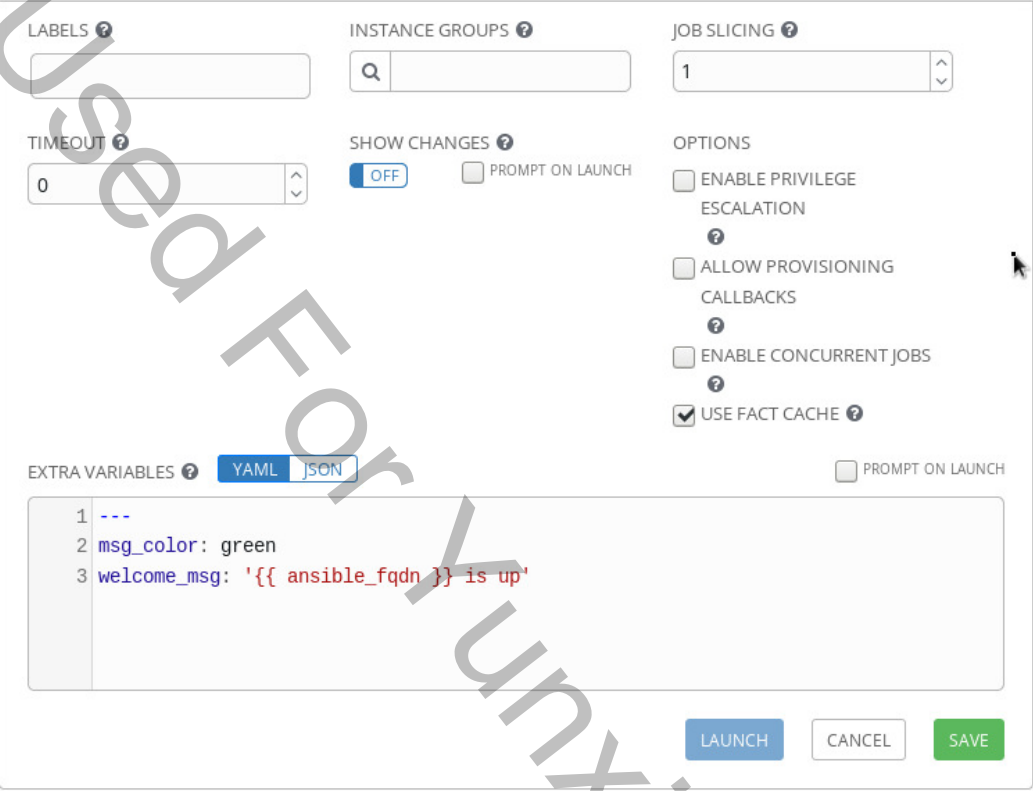 LABELS
INSTANCE GROUPS
JOB SLICING
1
TIMEOUT
SHOW CHANGES
OPTIONS
0
OFF
PROMPT ON LAUNCH
ENABLE PRIVILEGE
ESCALATION
ALLOW PROVISIONING
CALLBACKS
ENABLE CONCURRENT JOBS
USE FACT CACHE
EXTRA VARIABLES
YAML
JSON
PROMPT ON LAUNCH
1 ---
2 msg_color: green
3 welcome_msg: '{{ ansible_fqdn }} is up'
LAUNCH
CANCEL
SAVE
Used For Yunxi